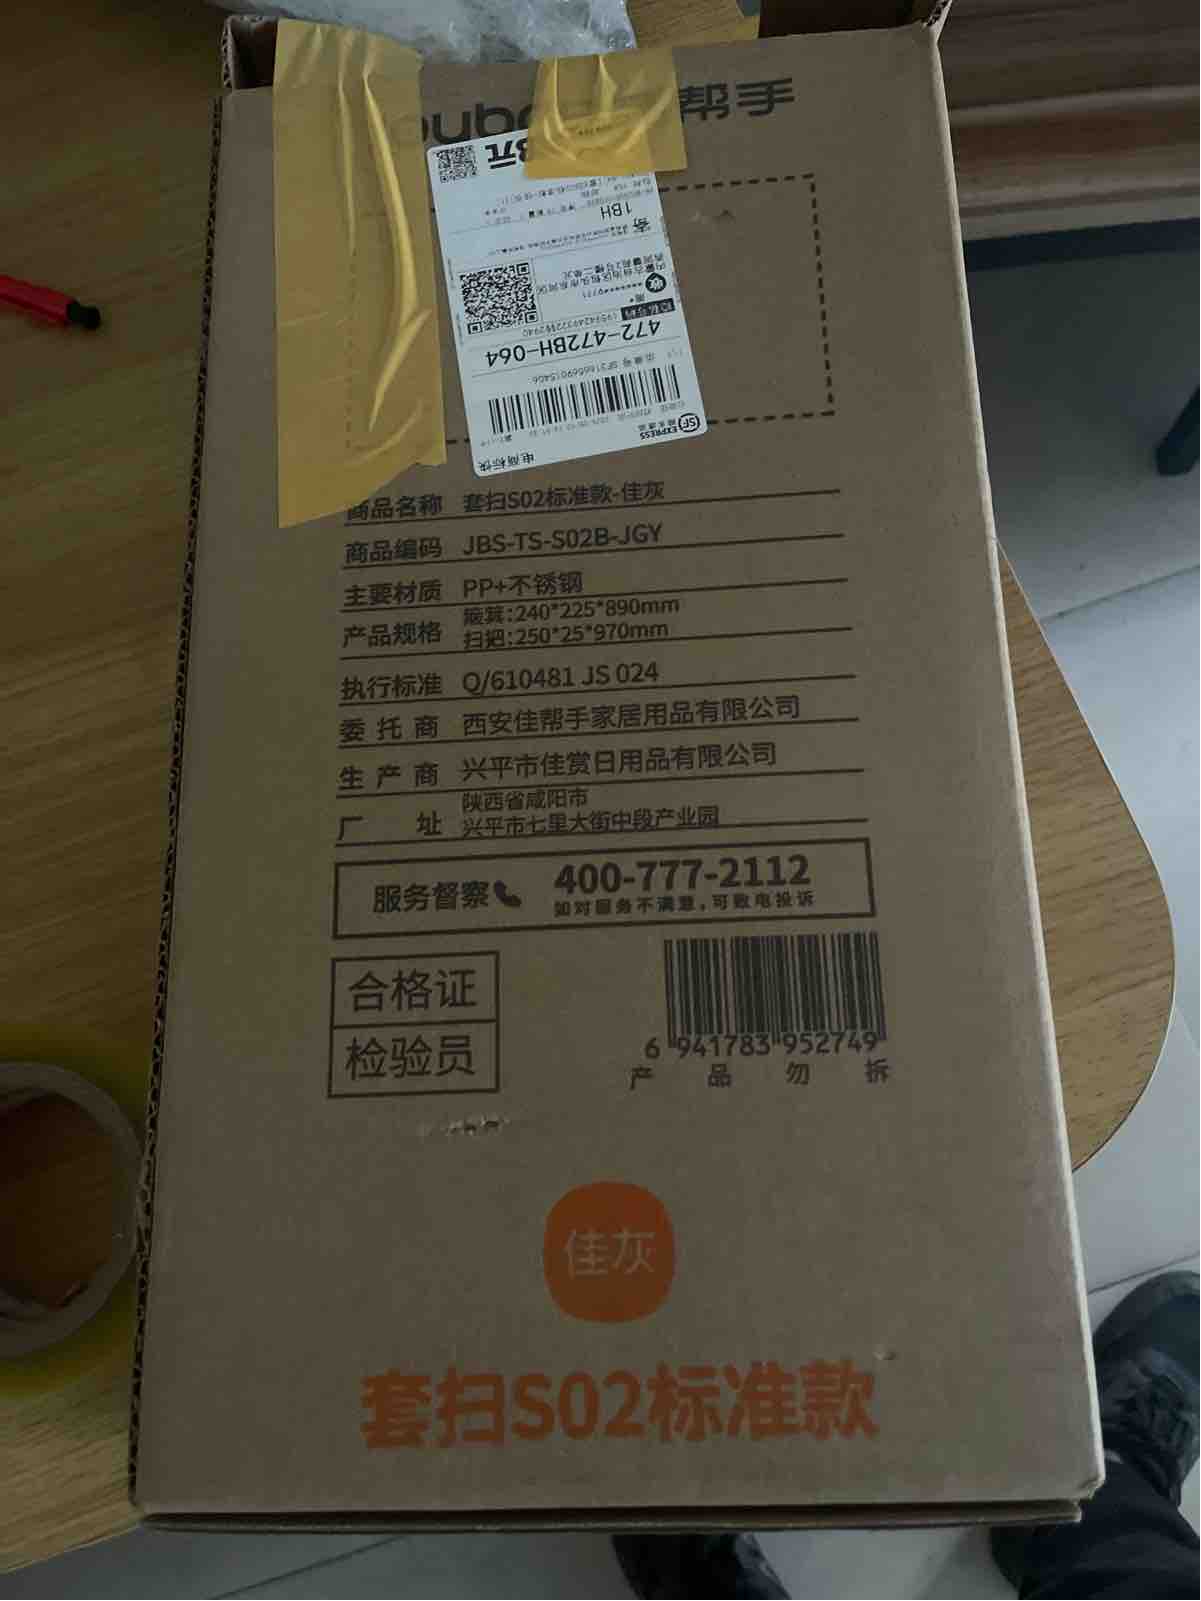 帮手
商品名称 套扫S02标准款-佳灰
商品编码 JBS-TS-S02B-JGY
主要材质 PP+不锈钢
产品规格 簸箕:240*225*890mm
扫把:250*25*970mm
执行标准 Q/610481 JS 024
委托商 西安佳帮手家居用品有限公司
生产商 兴平市佳赏日用品有限公司
厂址 陕西省咸阳市
兴平市七里大街中段产业园
服务督察 400-777-2112
如对服务不满意,可致电投诉
合格证
检验员
6 941783 952749
产品勿拆
佳灰
套扫S02标准款
电商标快
SF EXPRESS
472-472BH-064
收
寄
1BH